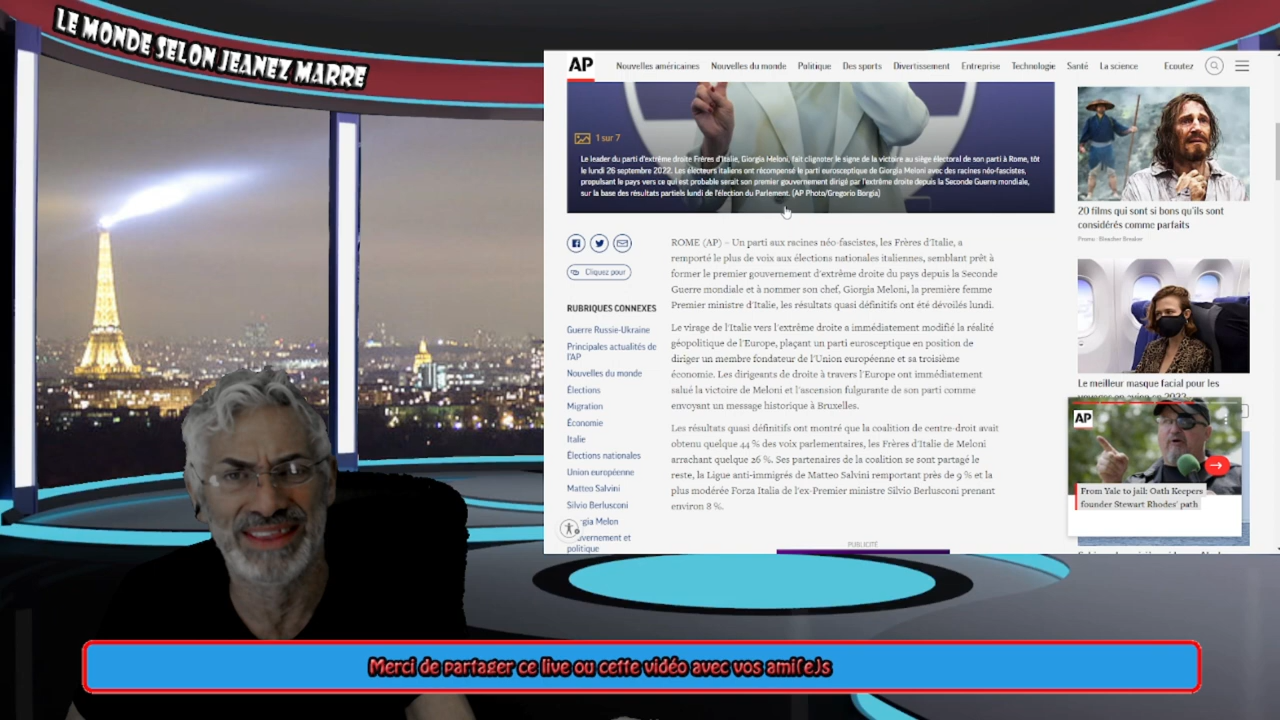 LE MONDE SELON JEANEZ MARRE
AP
Nouvelles américaines Nouvelles du monde Politique Des sports Divertissement Entreprise Technologie Santé La science Ecoutez
1 sur 7
Le leader du parti d'extrême droite Frères d'Italie, Giorgia Meloni, fait clignoter le signe de la victoire au siège électoral de son parti à Rome, tôt
le lundi 26 septembre 2022. Les électeurs italiens ont récompensé le parti eurosceptique de Giorgia Meloni avec des racines néo-fascistes,
propulsant le pays vers ce qui est probable serait son premier gouvernement dirigé par l'extrême droite depuis la Seconde Guerre mondiale,
sur la base des résultats partiels lundi de l'élection du Parlement. (AP Photo/Gregorio Borgia)
Cliquez pour
RUBRIQUES CONNEXES
Guerre Russie-Ukraine
Principales actualités de
l'AP
Nouvelles du monde
Élections
Migration
Économie
Italie
Élections nationales
Union européenne
Matteo Salvini
Silvio Berlusconi
gia Melon
vernement et
politique
ROME (AP) – Un parti aux racines néo-fascistes, les Frères d'Italie, a
remporté le plus de voix aux élections nationales italiennes, semblant prêt à
former le premier gouvernement d'extrême droite du pays depuis la Seconde
Guerre mondiale et à nommer son chef, Giorgia Meloni, la première femme
Premier ministre d'Italie, les résultats quasi définitifs ont été dévoilés lundi.
Le virage de l'Italie vers l'extrême droite a immédiatement modifié la réalité
géopolitique de l'Europe, plaçant un parti eurosceptique en position de
diriger un membre fondateur de l'Union européenne et sa troisième
économie. Les dirigeants de droite à travers l'Europe ont immédiatement
salué la victoire de Meloni et l'ascension fulgurante de son parti comme
envoyant un message historique à Bruxelles.
Les résultats quasi définitifs ont montré que la coalition de centre-droit avait
obtenu quelque 44 % des voix parlementaires, les Frères d'Italie de Meloni
arrachant quelque 26 %. Ses partenaires de la coalition se sont partagé le
reste, la Ligue anti-immigrés de Matteo Salvini remportant près de 9 % et la
plus modérée Forza Italia de l'ex-Premier ministre Silvio Berlusconi prenant
environ 8 %.
PUBLICITÉ
20 films qui sont si bons qu'ils sont
considérés comme parfaits
Promu: Bleacher Breaker
Le meilleur masque facial pour les
AP
From Yale to jail: Oath Keepers
founder Stewart Rhodes' path
Merci de partager ce live ou cette vidéo avec vos ami(e)s